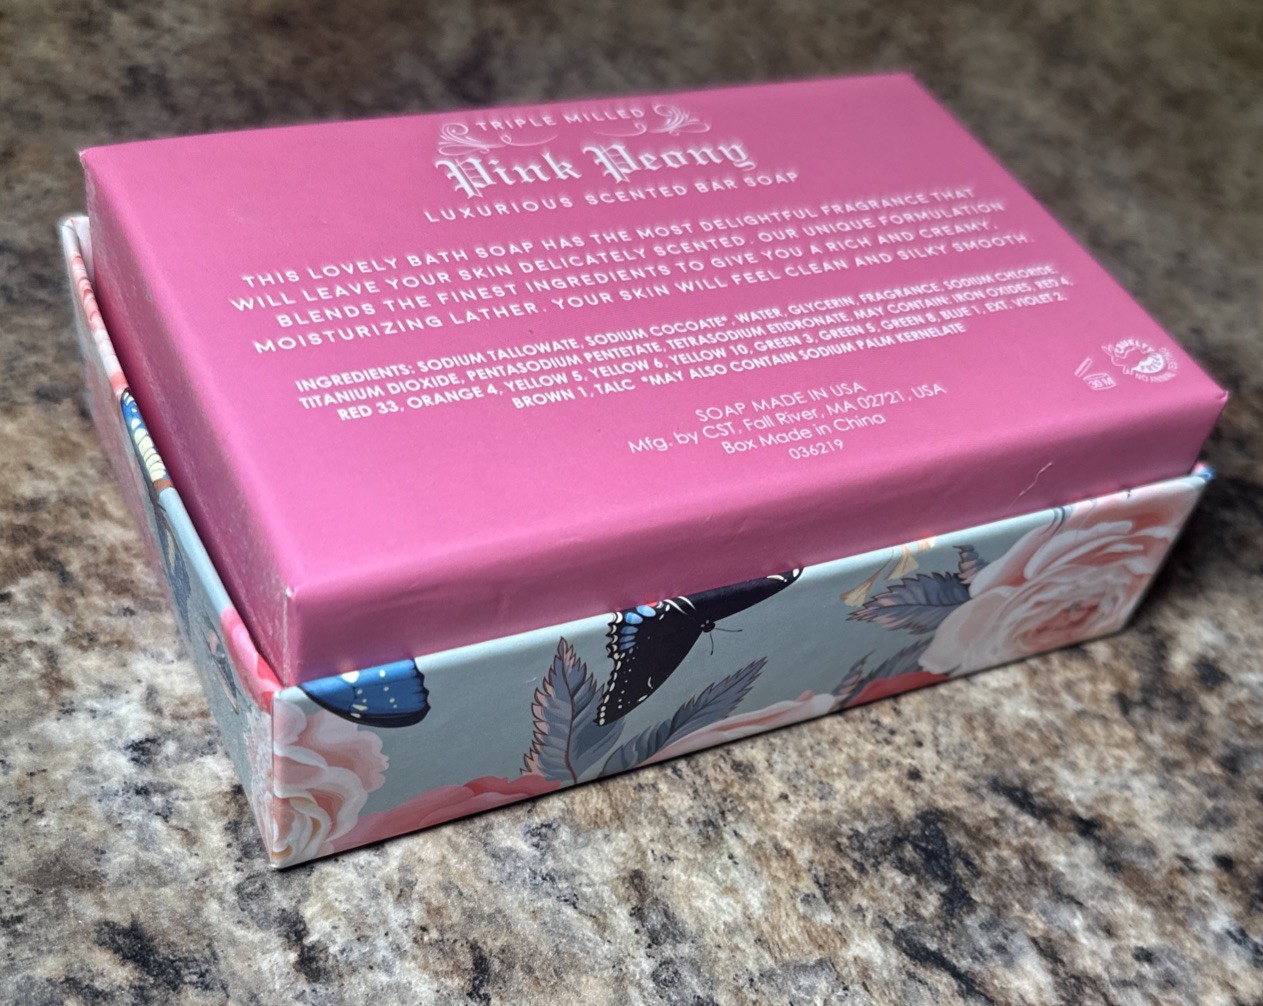 TRIPLE MILLED
Pink Peony
LUXURIOUS SCENTED BAR SOAP
THIS LOVELY BATH SOAP HAS THE MOST DELIGHTFUL FRAGRANCE THAT
WILL LEAVE YOUR SKIN DELICATELY SCENTED. OUR UNIQUE FORMULATION
BLENDS THE FINEST INGREDIENTS TO GIVE YOU A RICH AND CREAMY,
MOISTURIZING LATHER. YOUR SKIN WILL FEEL CLEAN AND SILKY SMOOTH.
INGREDIENTS: SODIUM TALLOWATE, SODIUM COCOATE*, WATER, GLYCERIN, FRAGRANCE, SODIUM CHLORIDE,
TITANIUM DIOXIDE, PENTASODIUM PENTETATE, TETRASODIUM ETIDRONATE, MAY CONTAIN: IRON OXIDES, RED 4,
RED 33, ORANGE 4, YELLOW 5, YELLOW 6, YELLOW 10, GREEN 3, GREEN 5, GREEN 8, BLUE 1, EXT. VIOLET 2,
BROWN 1, TALC *MAY ALSO CONTAIN SODIUM PALM KERNELATE
SOAP MADE IN USA
Mfg. by CST, Fall River, MA 02721, USA
Box Made in China
036219
30 M